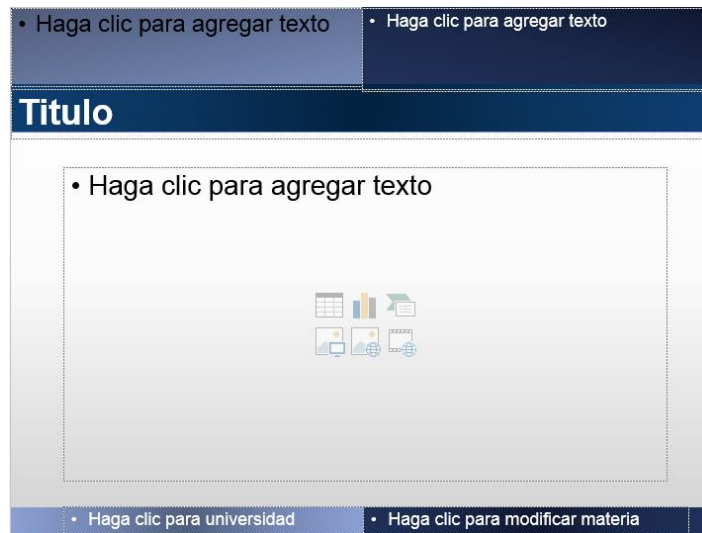 • Haga clic para agregar texto
• Haga clic para agregar texto
Titulo
• Haga clic para agregar texto
• Haga clic para universidad
• Haga clic para modificar materia